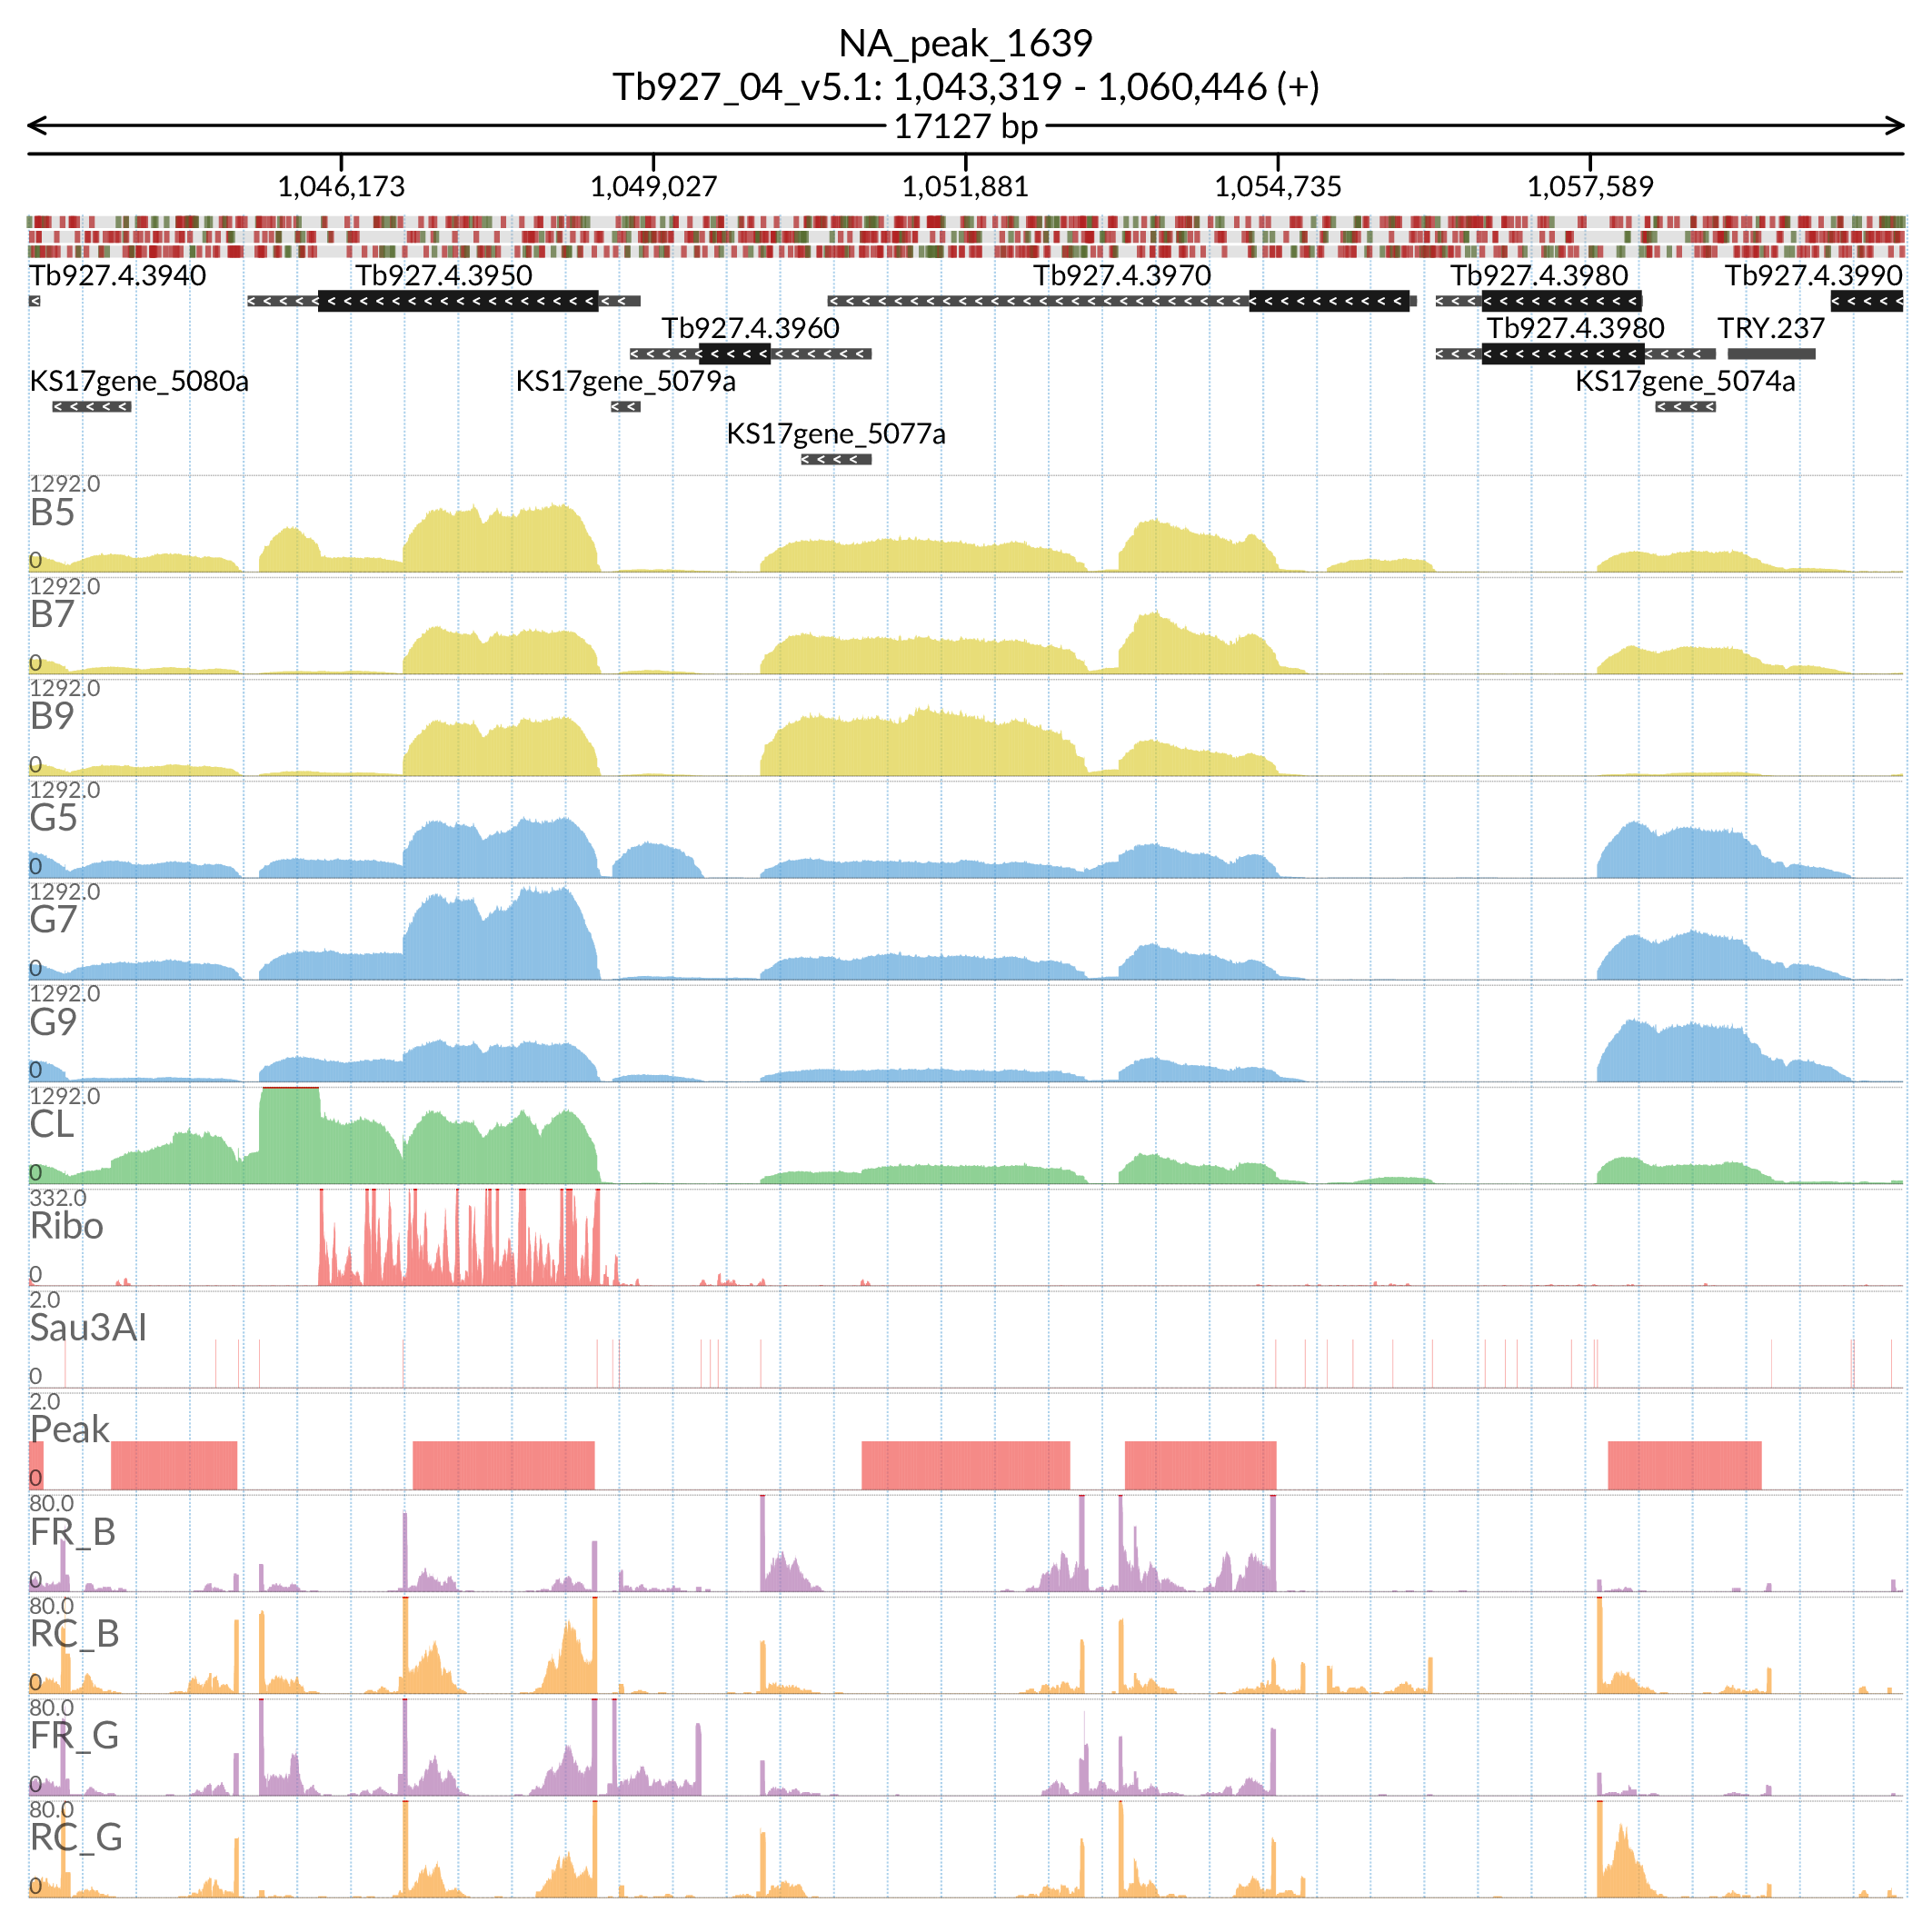 NA_peak_1639
Tb927_04_v5.1: 1,043,319 - 1,060,446 (+)
17127 bp
1,046,173 1,049,027 1,051,881 1,054,735 1,057,589
Tb927.4.3940 Tb927.4.3950 Tb927.4.3970 Tb927.4.3980 Tb927.4.3990
Tb927.4.3960 Tb927.4.3980 TRY.237
KS17gene_5080a KS17gene_5079a KS17gene_5074a
KS17gene_5077a
1292.0
B5
0
1292.0
B7
0
1292.0
B9
0
1292.0
G5
0
1292.0
G7
0
1292.0
G9
0
1292.0
CL
0
332.0
Ribo
0
2.0
Sau3AI
0
2.0
Peak
0
80.0
FR_B
0
80.0
RC_B
0
80.0
FR_G
0
80.0
RC_G
0